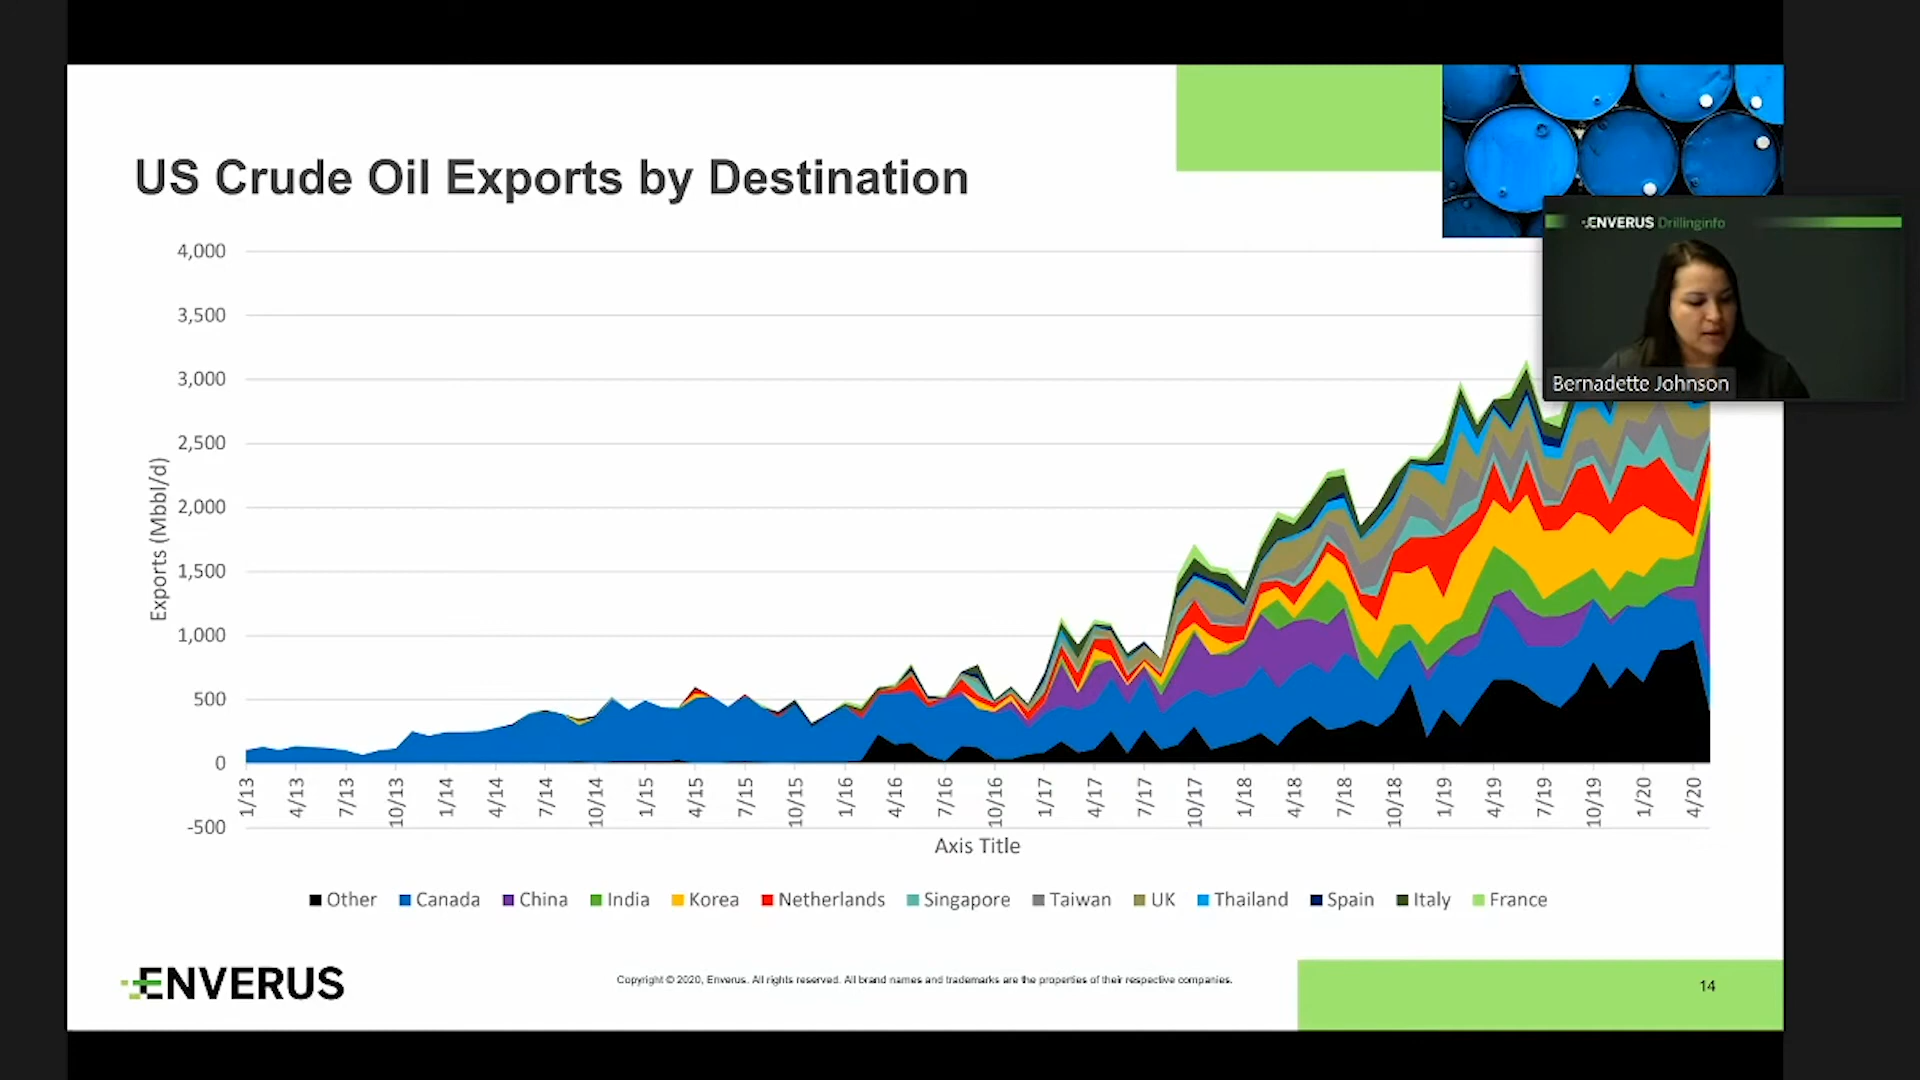 US Crude Oil Exports by Destination
ENVERUS Drillinginfo
Bernadette Johnson
4,000
3,500
3,000
2,500
2,000
1,500
1,000
500
0
-500
Exports (Mbbl/d)
1/13 4/13 7/13 10/13 1/14 4/14 7/14 10/14 1/15 4/15 7/15 10/15 1/16 4/16 7/16 10/16 1/17 4/17 7/17 10/17 1/18 4/18 7/18 10/18 1/19 4/19 7/19 10/19 1/20 4/20
Axis Title
Other Canada China India Korea Netherlands Singapore Taiwan UK Thailand Spain Italy France
ENVERUS
Copyright © 2020, Enverus. All rights reserved. All brand names and trademarks are the properties of their respective companies.
14